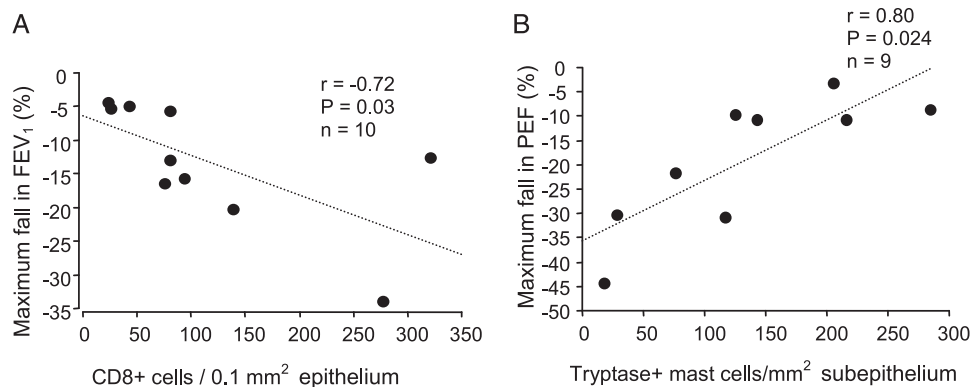 A
r = -0.72
P = 0.03
n = 10
Maximum fall in FEV1 (%)
0
-5
-10
-15
-20
-25
-30
-35
0 50 100 150 200 250 300 350
CD8+ cells / 0.1 mm2 epithelium
B
r = 0.80
P = 0.024
n = 9
Maximum fall in PEF (%)
0
-5
-10
-15
-20
-25
-30
-35
-40
-45
-50
0 50 100 150 200 250 300
Tryptase+ mast cells/mm2 subepithelium